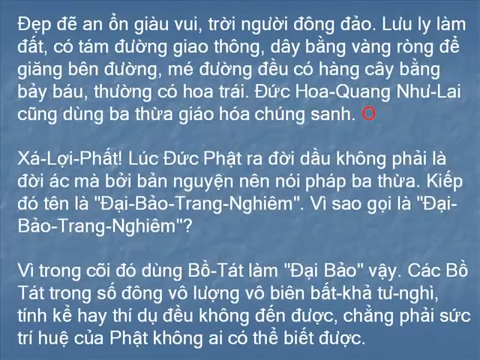 Đẹp đẽ an ổn giàu vui, trời người đông đảo. Lưu ly làm
đất, có tám đường giao thông, dây bằng vàng ròng để
giăng bên đường, mé đường đều có hàng cây bằng
bảy báu, thường có hoa trái. Đức Hoa-Quang Như-Lai
cũng dùng ba thừa giáo hóa chúng sanh. O
Xá-Lợi-Phất! Lúc Đức Phật ra đời dầu không phải là
đời ác mà bởi bản nguyện nên nói pháp ba thừa. Kiếp
đó tên là "Đại-Bảo-Trang-Nghiêm". Vì sao gọi là "Đại-
Bảo-Trang-Nghiêm"?
Vì trong cõi đó dùng Bồ-Tát làm "Đại Bảo" vậy. Các Bồ
Tát trong số đông vô lượng vô biên bất-khả tư-nghì,
tính kể hay thí dụ đều không đến được, chẳng phải sức
trí huệ của Phật không ai có thể biết được.